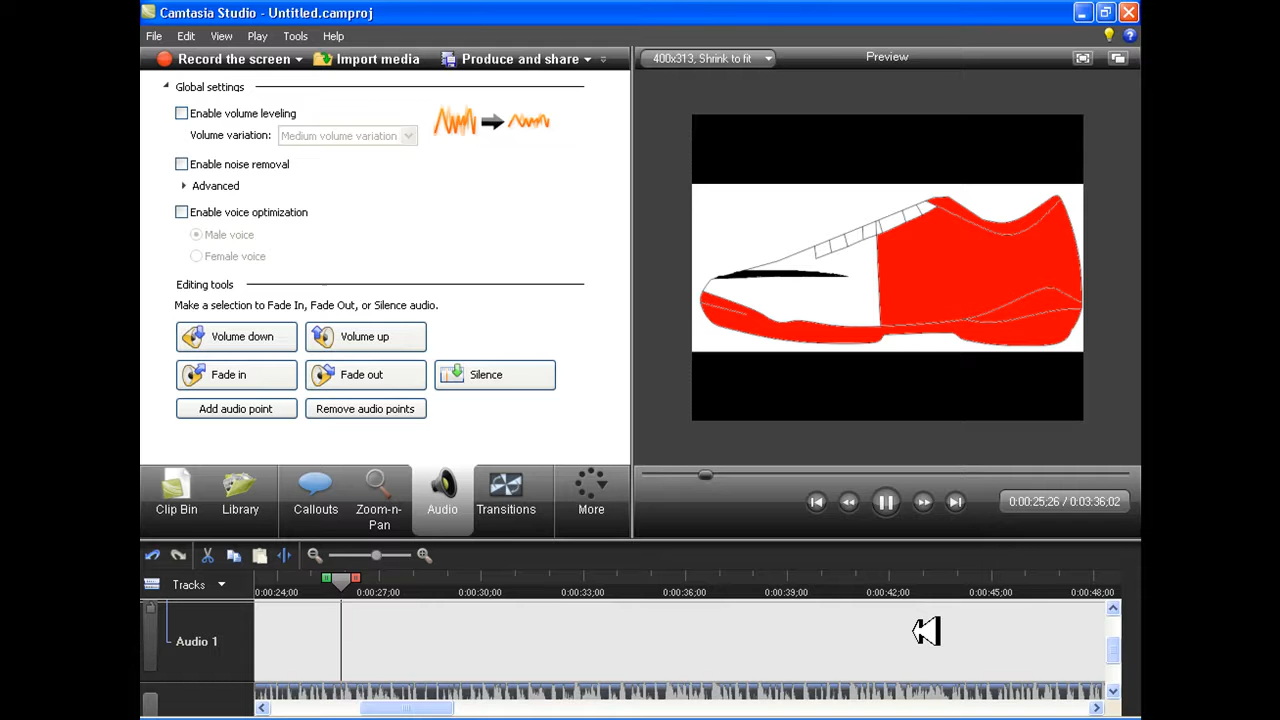 Camtasia Studio - Untitled.camproj
File Edit View Play Tools Help
Record the screen Import media Produce and share
400x313, Shrink to fit Preview
Global settings
Enable volume leveling
Volume variation: Medium volume variation
Enable noise removal
Advanced
Enable voice optimization
Male voice
Female voice
Editing tools
Make a selection to Fade In, Fade Out, or Silence audio.
Volume down Volume up
Fade in Fade out Silence
Add audio point Remove audio points
Clip Bin Library Callouts Zoom-n-Pan Audio Transitions More
0:00:25;26 / 0:03:36;02
Tracks
0:00:24;00 0:00:27;00 0:00:30;00 0:00:33;00 0:00:36;00 0:00:39;00 0:00:42;00 0:00:45;00 0:00:48;00
Audio 1